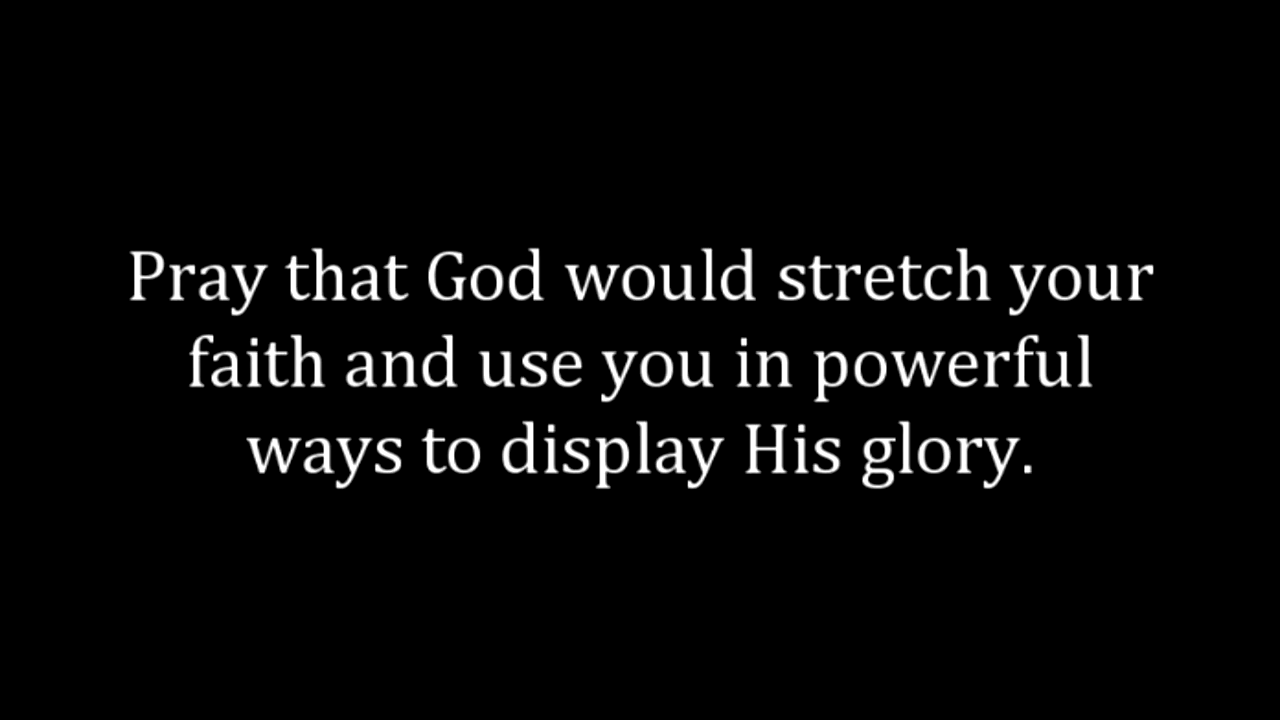 Pray that God would stretch your
faith and use you in powerful
ways to display His glory.